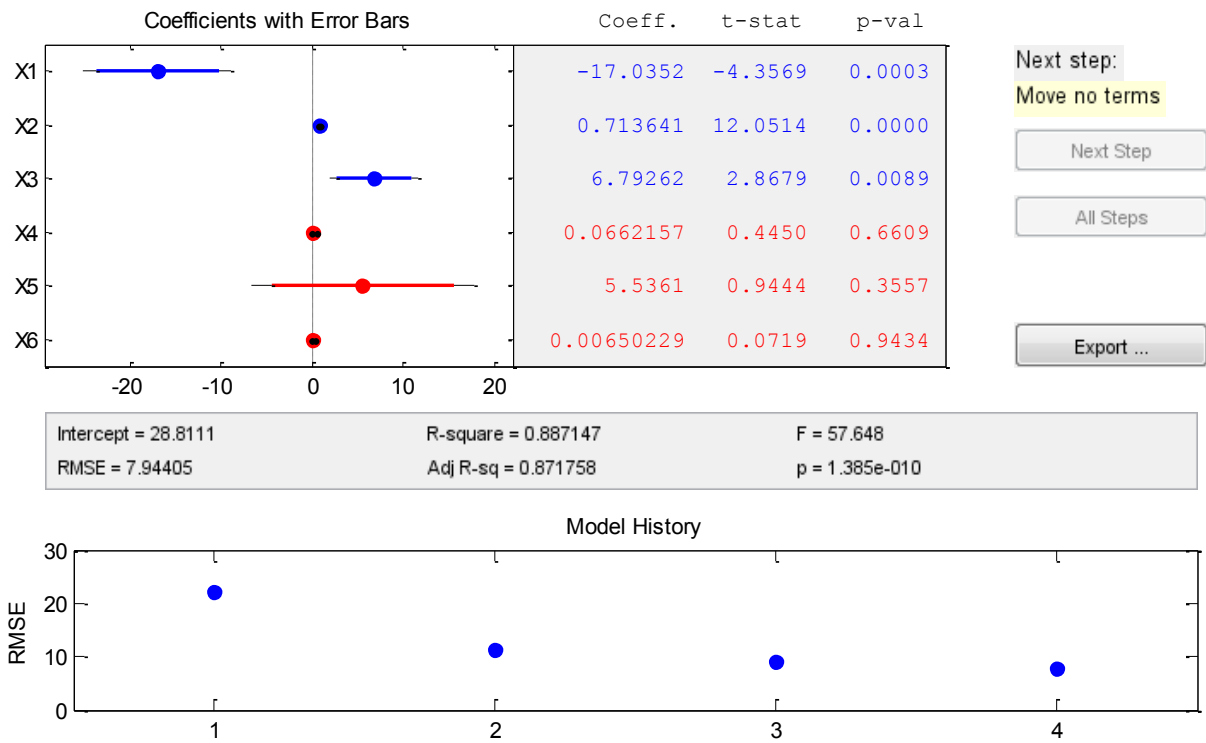 Coefficients with Error Bars Coeff. t-stat p-val
X1 -17.0352 -4.3569 0.0003
X2 0.713641 12.0514 0.0000
X3 6.79262 2.8679 0.0089
X4 0.0662157 0.4450 0.6609
X5 5.5361 0.9444 0.3557
X6 0.00650229 0.0719 0.9434
-20 -10 0 10 20
Next step:
Move no terms
Next Step
All Steps
Export ...
Intercept = 28.8111 R-square = 0.887147 F = 57.648
RMSE = 7.94405 Adj R-sq = 0.871758 p = 1.385e-010
Model History
RMSE
30
20
10
0
1 2 3 4